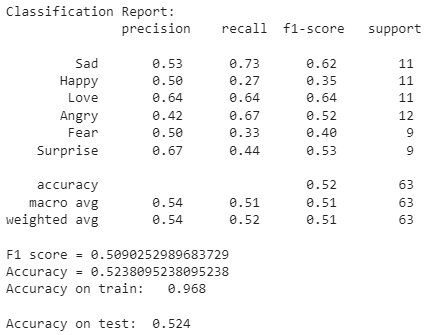 Classification Report:
precision recall f1-score support
Sad 0.53 0.73 0.62 11
Happy 0.50 0.27 0.35 11
Love 0.64 0.64 0.64 11
Angry 0.42 0.67 0.52 12
Fear 0.50 0.33 0.40 9
Surprise 0.67 0.44 0.53 9
accuracy 0.52 63
macro avg 0.54 0.51 0.51 63
weighted avg 0.54 0.52 0.51 63
F1 score = 0.5090252989683729
Accuracy = 0.5238095238095238
Accuracy on train: 0.968
Accuracy on test: 0.524